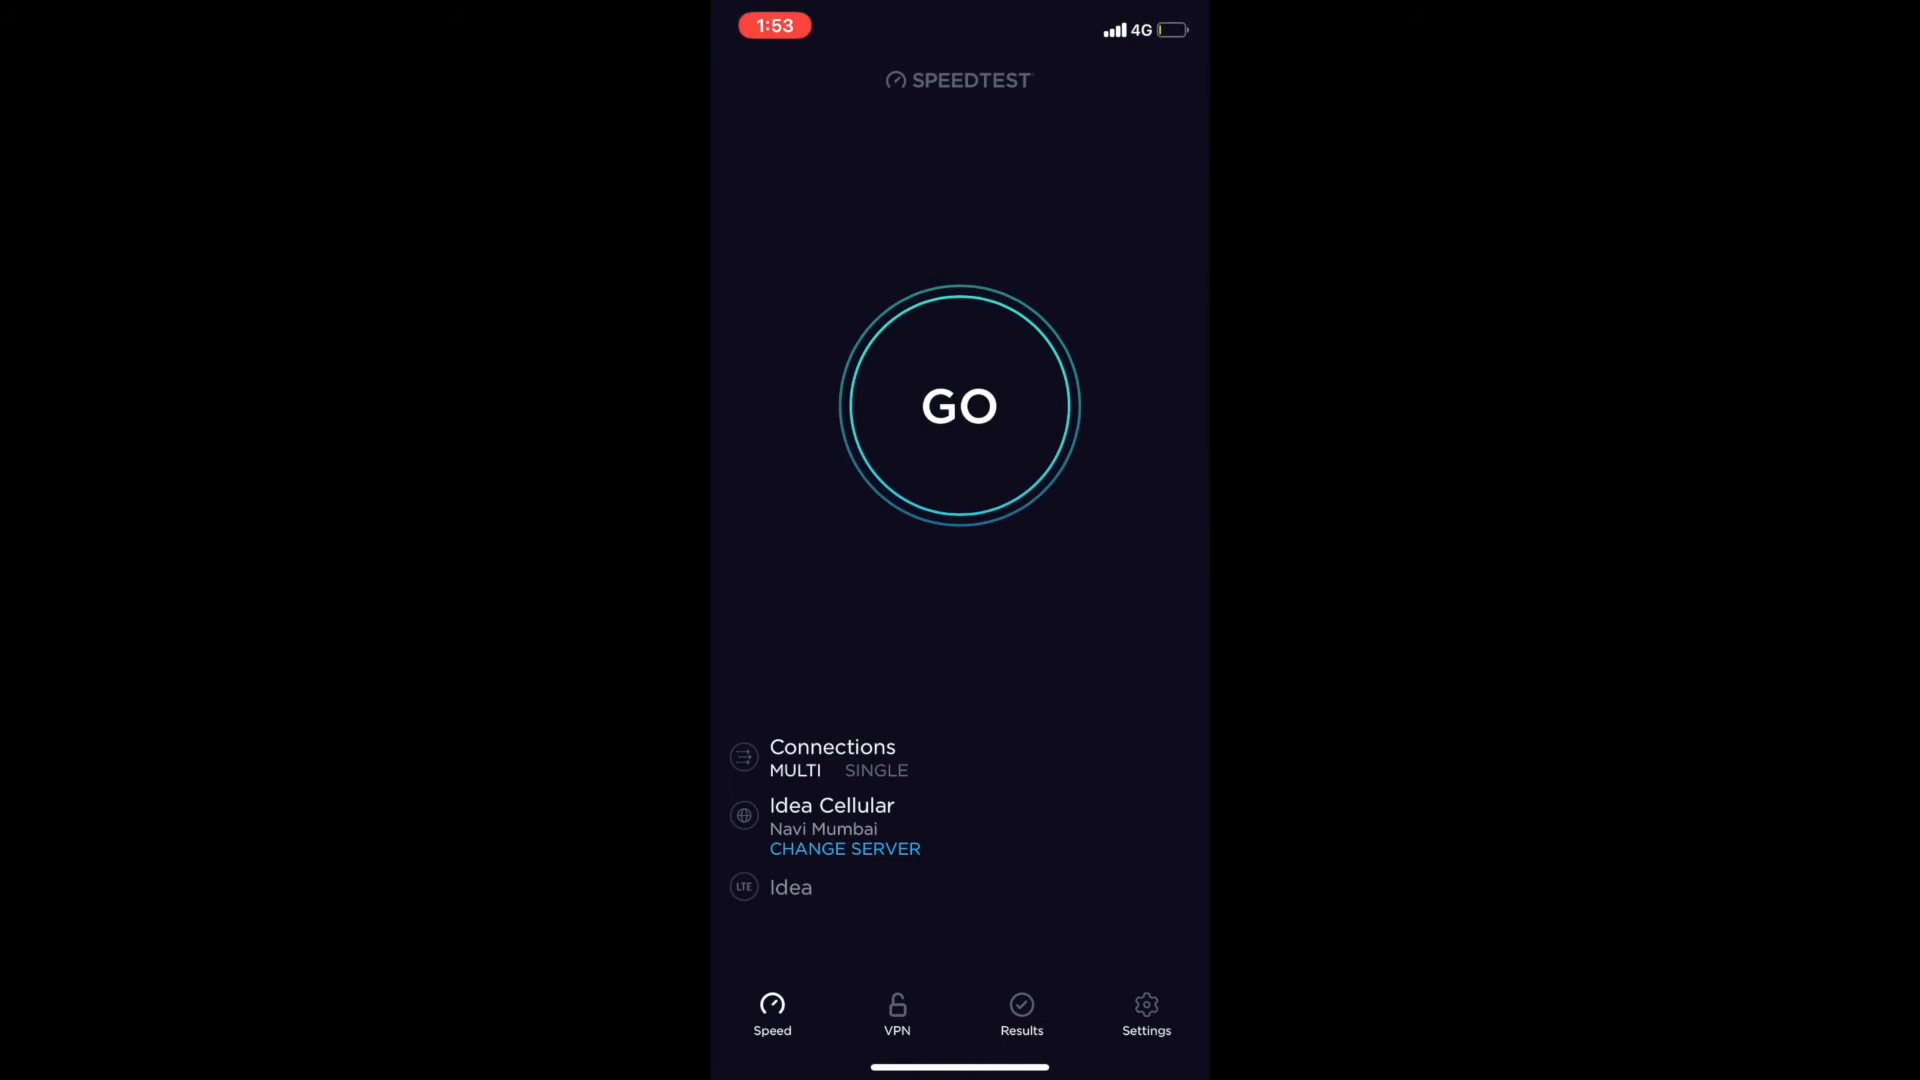 1:53
4G
SPEEDTEST
GO
Connections
MULTI SINGLE
Idea Cellular
Navi Mumbai
CHANGE SERVER
LTE Idea
Speed VPN Results Settings